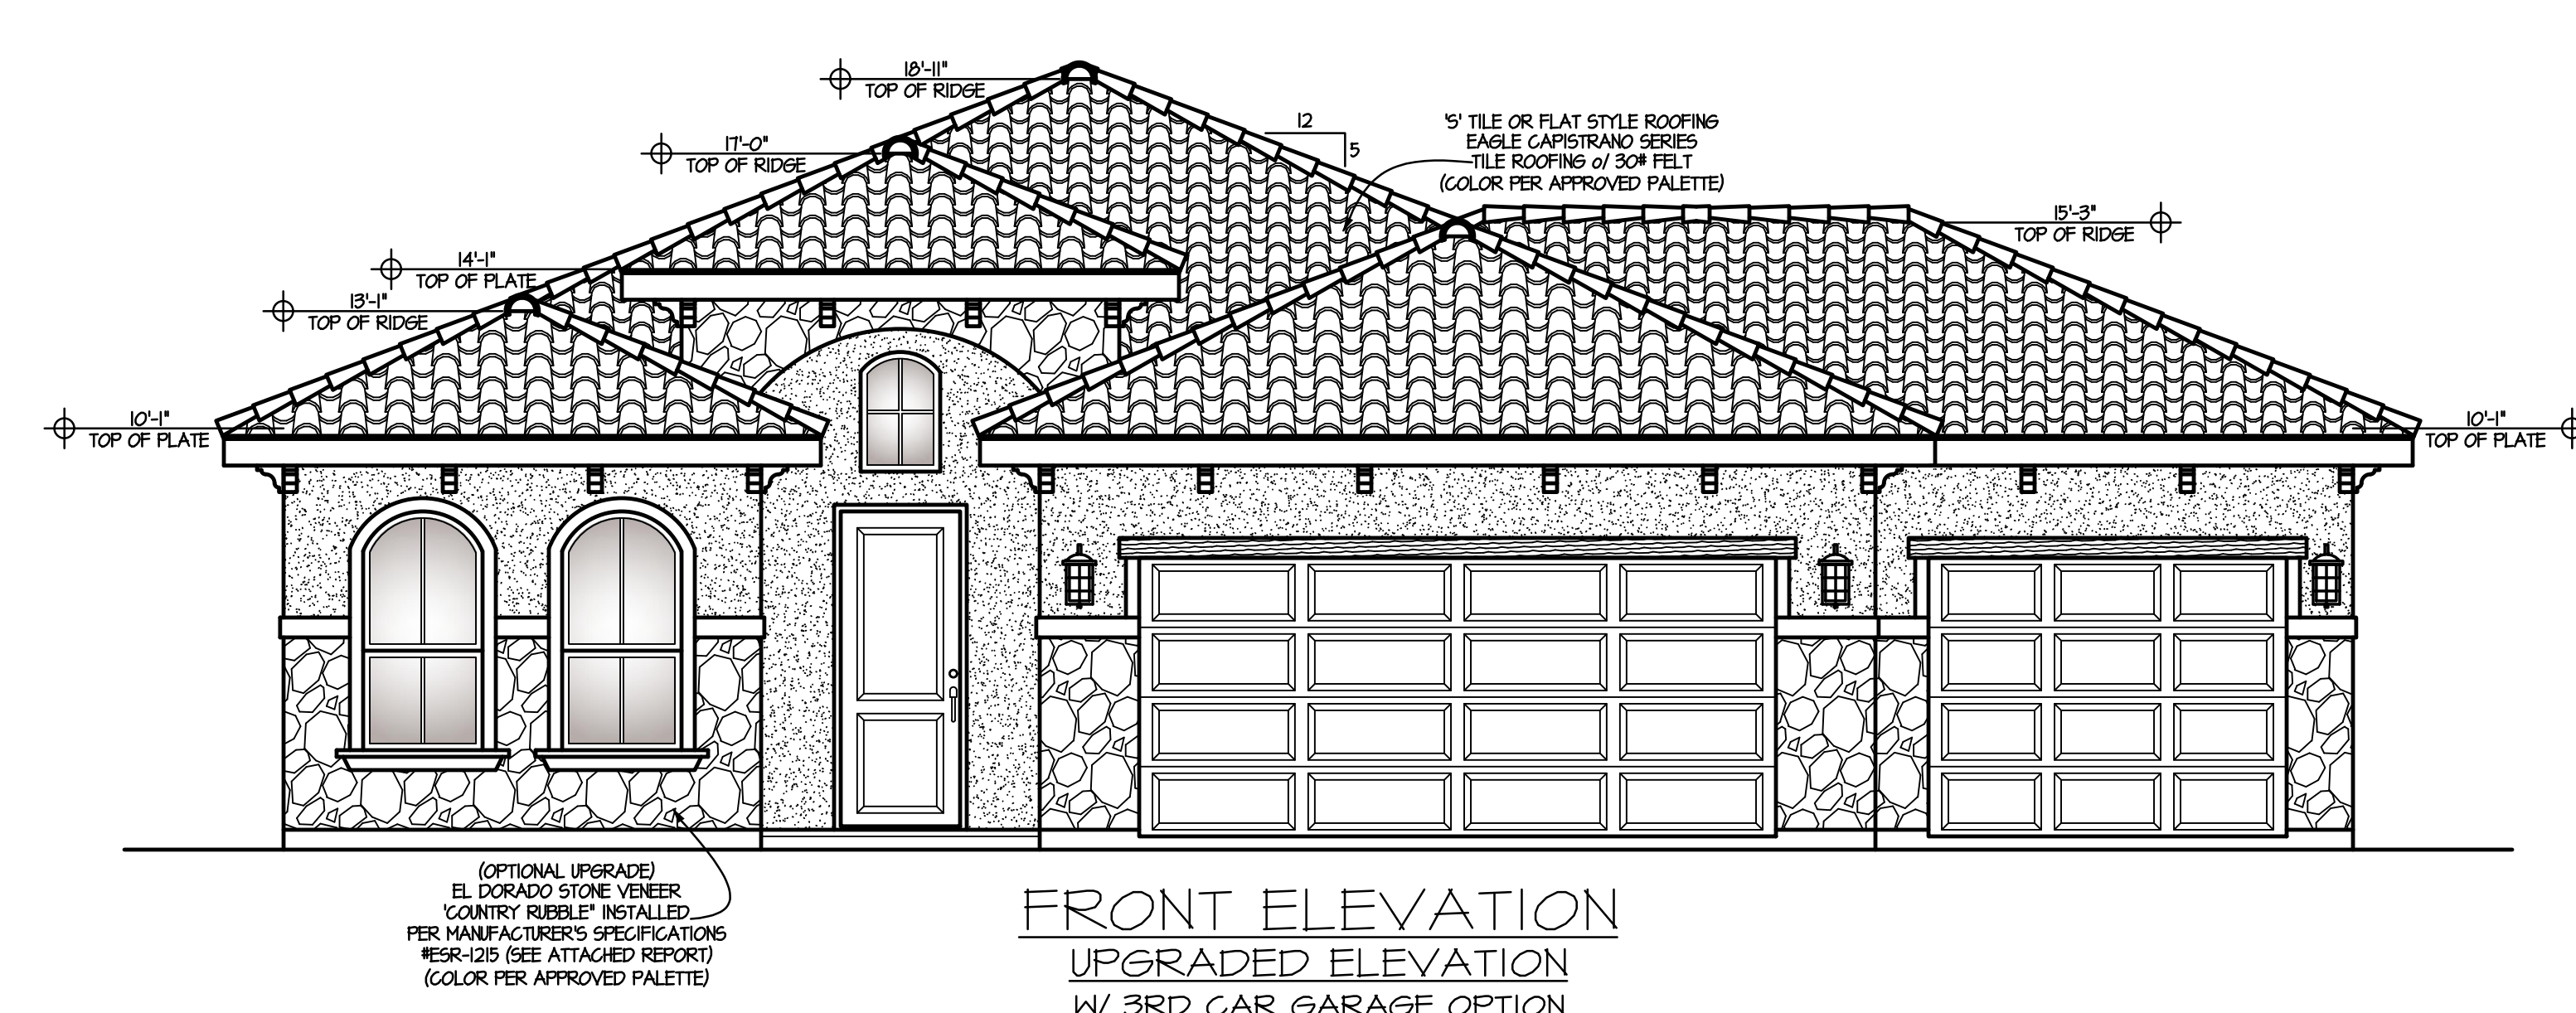 18'-11"
TOP OF RIDGE
17'-0"
TOP OF RIDGE
14'-1"
TOP OF PLATE
13'-1"
TOP OF RIDGE
10'-1"
TOP OF PLATE
12
5
'S' TILE OR FLAT STYLE ROOFING
EAGLE CAPISTRANO SERIES
TILE ROOFING o/ 30# FELT
(COLOR PER APPROVED PALETTE)
15'-3"
TOP OF RIDGE
10'-1"
TOP OF PLATE
(OPTIONAL UPGRADE)
EL DORADO STONE VENEER
'COUNTRY RUBBLE" INSTALLED
PER MANUFACTURER'S SPECIFICATIONS
#ESR-1215 (SEE ATTACHED REPORT)
(COLOR PER APPROVED PALETTE)
FRONT ELEVATION
UPGRADED ELEVATION
W/ 3RD CAR GARAGE OPTION